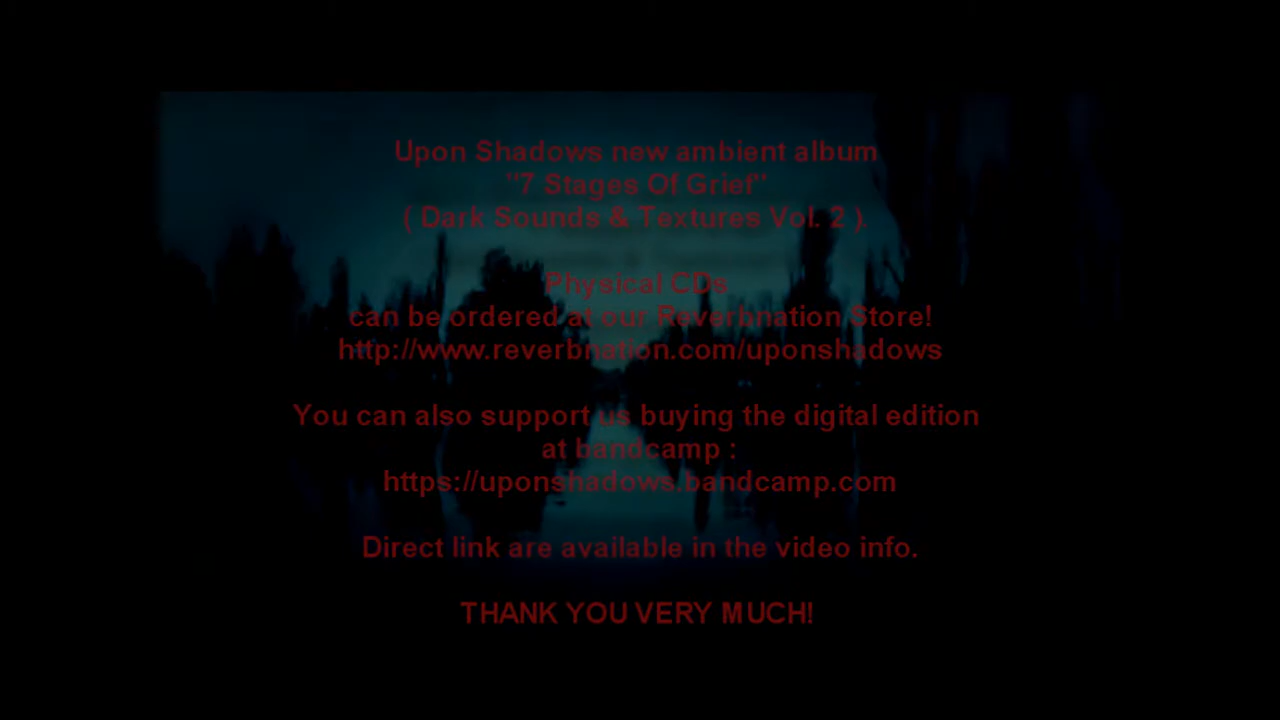 Upon Shadows new ambient album
"7 Stages Of Grief"
( Dark Sounds & Textures Vol. 2 ).
Physical CDs
can be ordered at our Reverbnation Store!
http://www.reverbnation.com/uponshadows
You can also support us buying the digital edition
at bandcamp :
https://uponshadows.bandcamp.com
Direct link are available in the video info.
THANK YOU VERY MUCH!